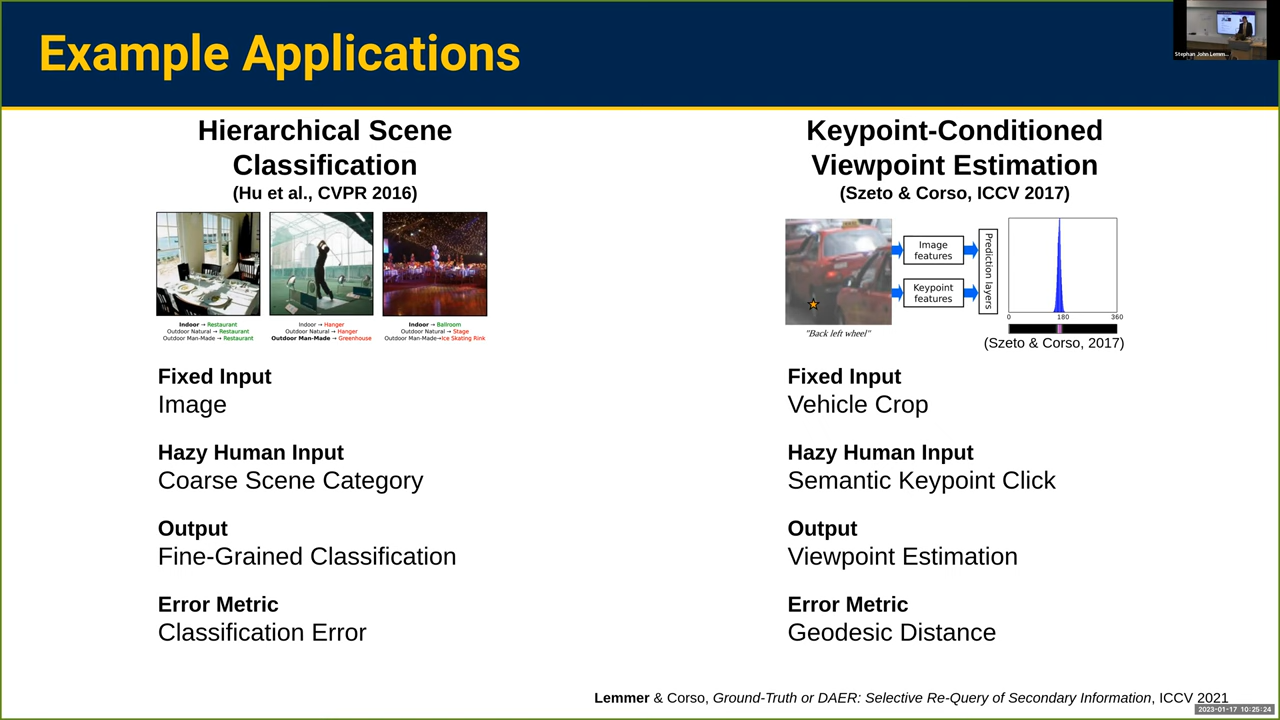 Example Applications
Stephan John Lemm...
Hierarchical Scene
Classification
(Hu et al., CVPR 2016)
Indoor → Restaurant
Outdoor Natural → Restaurant
Outdoor Man-Made → Restaurant
Indoor → Hanger
Outdoor Natural → Hanger
Outdoor Man-Made → Greenhouse
Indoor → Ballroom
Outdoor Natural → Stage
Outdoor Man-Made→Ice Skating Rink
Fixed Input
Image
Hazy Human Input
Coarse Scene Category
Output
Fine-Grained Classification
Error Metric
Classification Error
Keypoint-Conditioned
Viewpoint Estimation
(Szeto & Corso, ICCV 2017)
Image
features
Keypoint
features
Prediction layers
0 180 360
"Back left wheel"
(Szeto & Corso, 2017)
Fixed Input
Vehicle Crop
Hazy Human Input
Semantic Keypoint Click
Output
Viewpoint Estimation
Error Metric
Geodesic Distance
Lemmer & Corso, Ground-Truth or DAER: Selective Re-Query of Secondary Information, ICCV 2021
2023-01-17 10:25:24